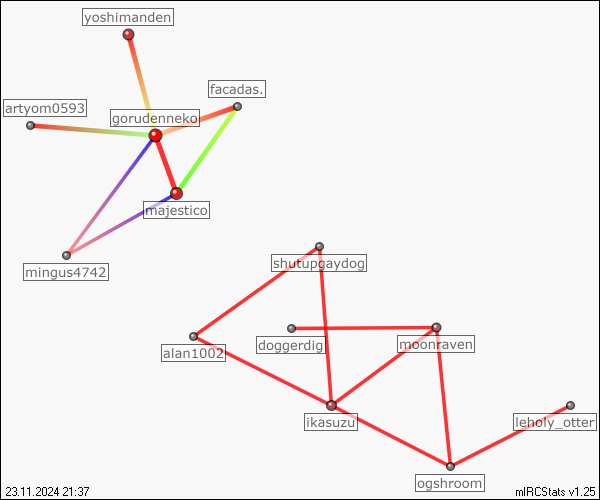 yoshimanden
facadas.
artyom0593
gorudenneko
majestico
mingus4742
shutupgaydog
doggerdig
moonraven
alan1002
ikasuzu
leholy_otter
ogshroom
23.11.2024 21:37
mIRCStats v1.25